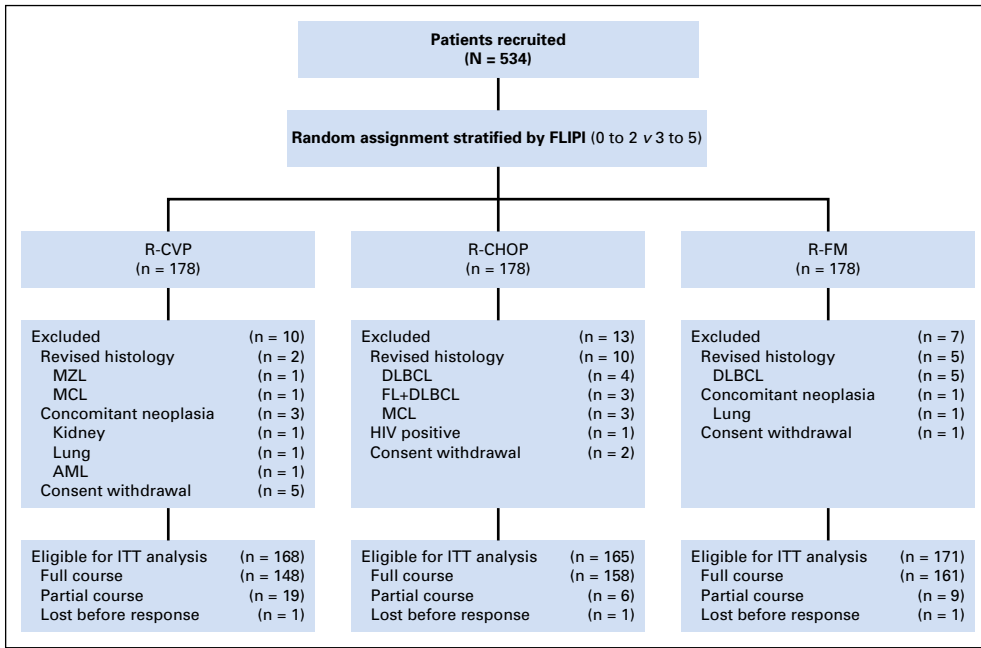 Patients recruited
(N = 534)
Random assignment stratified by FLIPI (0 to 2 v 3 to 5)
R-CVP
(n = 178)
Excluded (n = 10)
Revised histology (n = 2)
MZL (n = 1)
MCL (n = 1)
Concomitant neoplasia (n = 3)
Kidney (n = 1)
Lung (n = 1)
AML (n = 1)
Consent withdrawal (n = 5)
Eligible for ITT analysis (n = 168)
Full course (n = 148)
Partial course (n = 19)
Lost before response (n = 1)
R-CHOP
(n = 178)
Excluded (n = 13)
Revised histology (n = 10)
DLBCL (n = 4)
FL+DLBCL (n = 3)
MCL (n = 3)
HIV positive (n = 1)
Consent withdrawal (n = 2)
Eligible for ITT analysis (n = 165)
Full course (n = 158)
Partial course (n = 6)
Lost before response (n = 1)
R-FM
(n = 178)
Excluded (n = 7)
Revised histology (n = 5)
DLBCL (n = 5)
Concomitant neoplasia (n = 1)
Lung (n = 1)
Consent withdrawal (n = 1)
Eligible for ITT analysis (n = 171)
Full course (n = 161)
Partial course (n = 9)
Lost before response (n = 1)